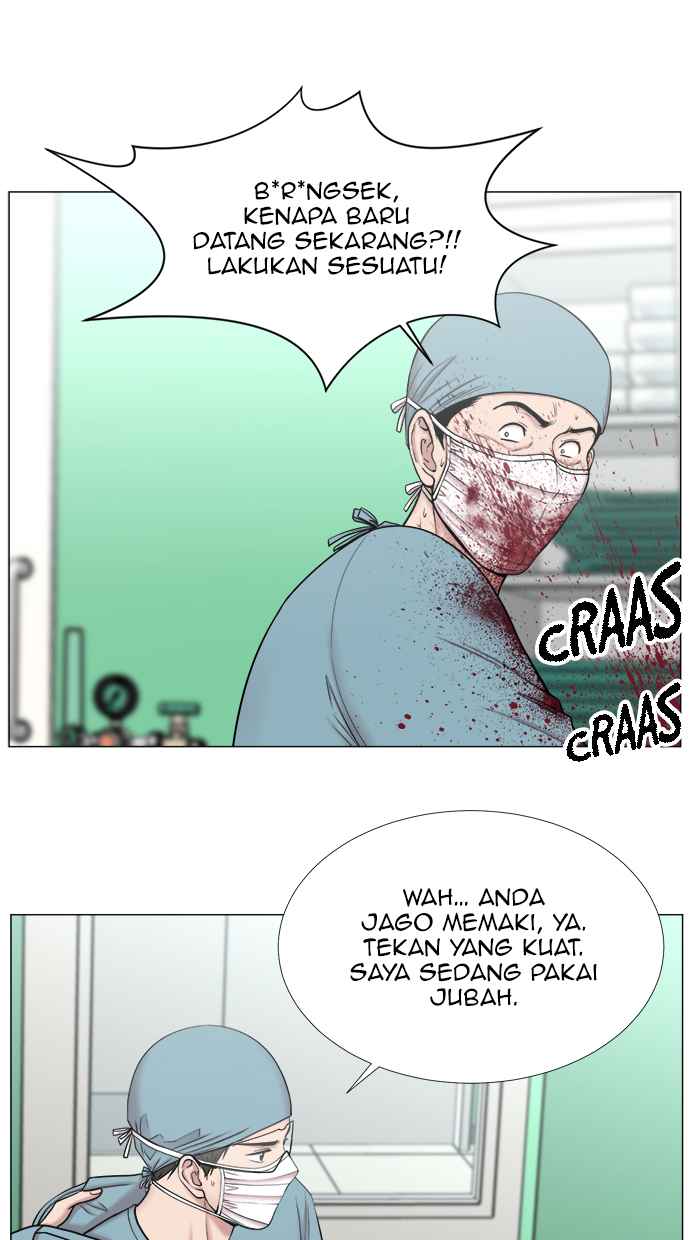 B*R*NGSEK,
KENAPA BARU
DATANG SEKARANG?!!
LAKUKAN SESUATU!
CRAAS
CRAAS
WAH... ANDA
JAGO MEMAKI, YA.
TEKAN YANG KUAT.
SAYA SEDANG PAKAI
JUBAH.